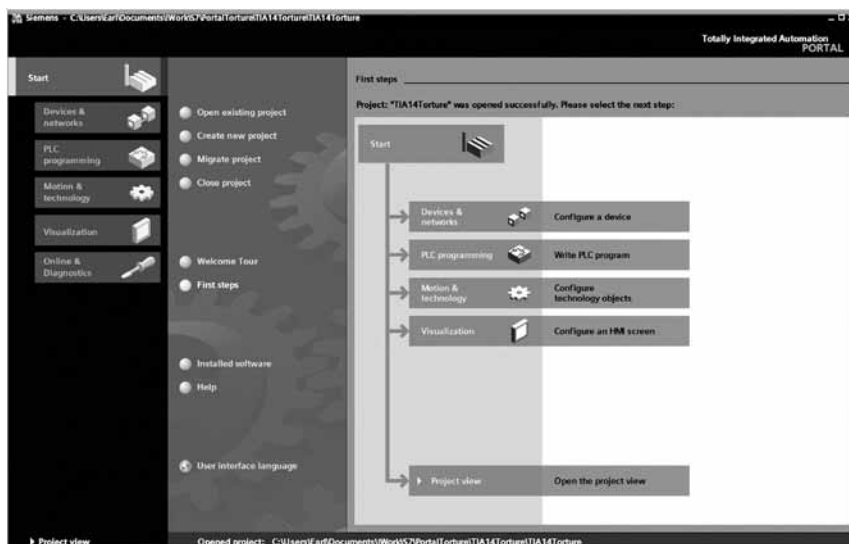 Siemens - C:\Users\Earl\Documents\IWork\S7\PortalTorture\TIA14Torture\TIA14Torture
Totally Integrated Automation
PORTAL
Start
Devices &
networks
PLC
programming
Motion &
technology
Visualization
Online &
Diagnostics
Open existing project
Create new project
Migrate project
Close project
Welcome Tour
First steps
Installed software
Help
User interface language
First steps
Project: "TIA14Torture" was opened successfully. Please select the next step:
Start
Devices &
networks
Configure a device
PLC programming
Write PLC program
Motion &
technology
Configure
technology objects
Visualization
Configure an HMI screen
Project view
Open the project view
Project view
Opened project: C:\Users\Earl\Documents\IWork\S7\PortalTorture\TIA14Torture\TIA14Torture